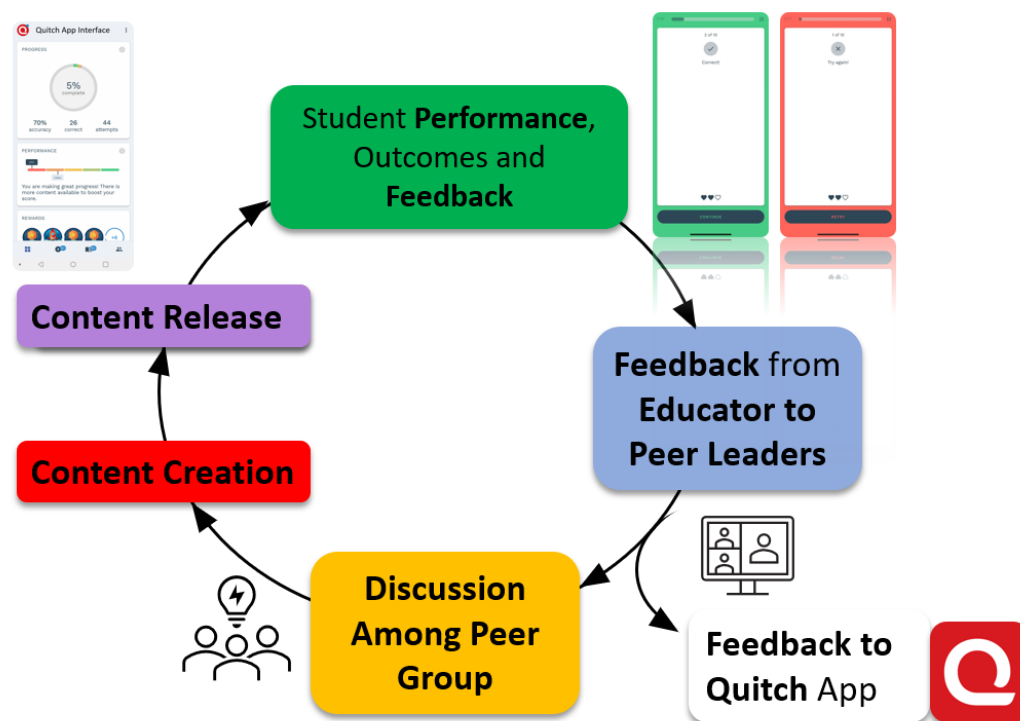 Quitch App Interface
PROGRESS
5%
complete
70%
accuracy
26
correct
44
attempts
PERFORMANCE
You are making great progress! There is
more content available to boost your
score.
REWARDS
Student Performance,
Outcomes and
Feedback
Correct!
CONTINUE
Try again!
RETRY
Content Release
Feedback from
Educator to
Peer Leaders
Content Creation
Discussion
Among Peer
Group
Feedback to
Quitch App